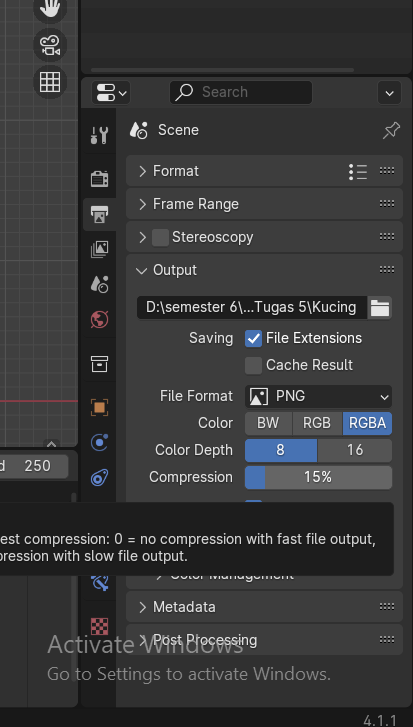 Search
Scene
Format
Frame Range
Stereoscopy
Output
D:\semester 6\...Tugas 5\Kucing
Saving
File Extensions
Cache Result
File Format
PNG
Color
BW
RGB
RGBA
d 250
Color Depth
8
16
Compression
15%
est compression: 0 = no compression with fast file output,
pression with slow file output.
Color Management
Metadata
Post Processing
Activate Windows
Go to Settings to activate Windows.
4.1.1